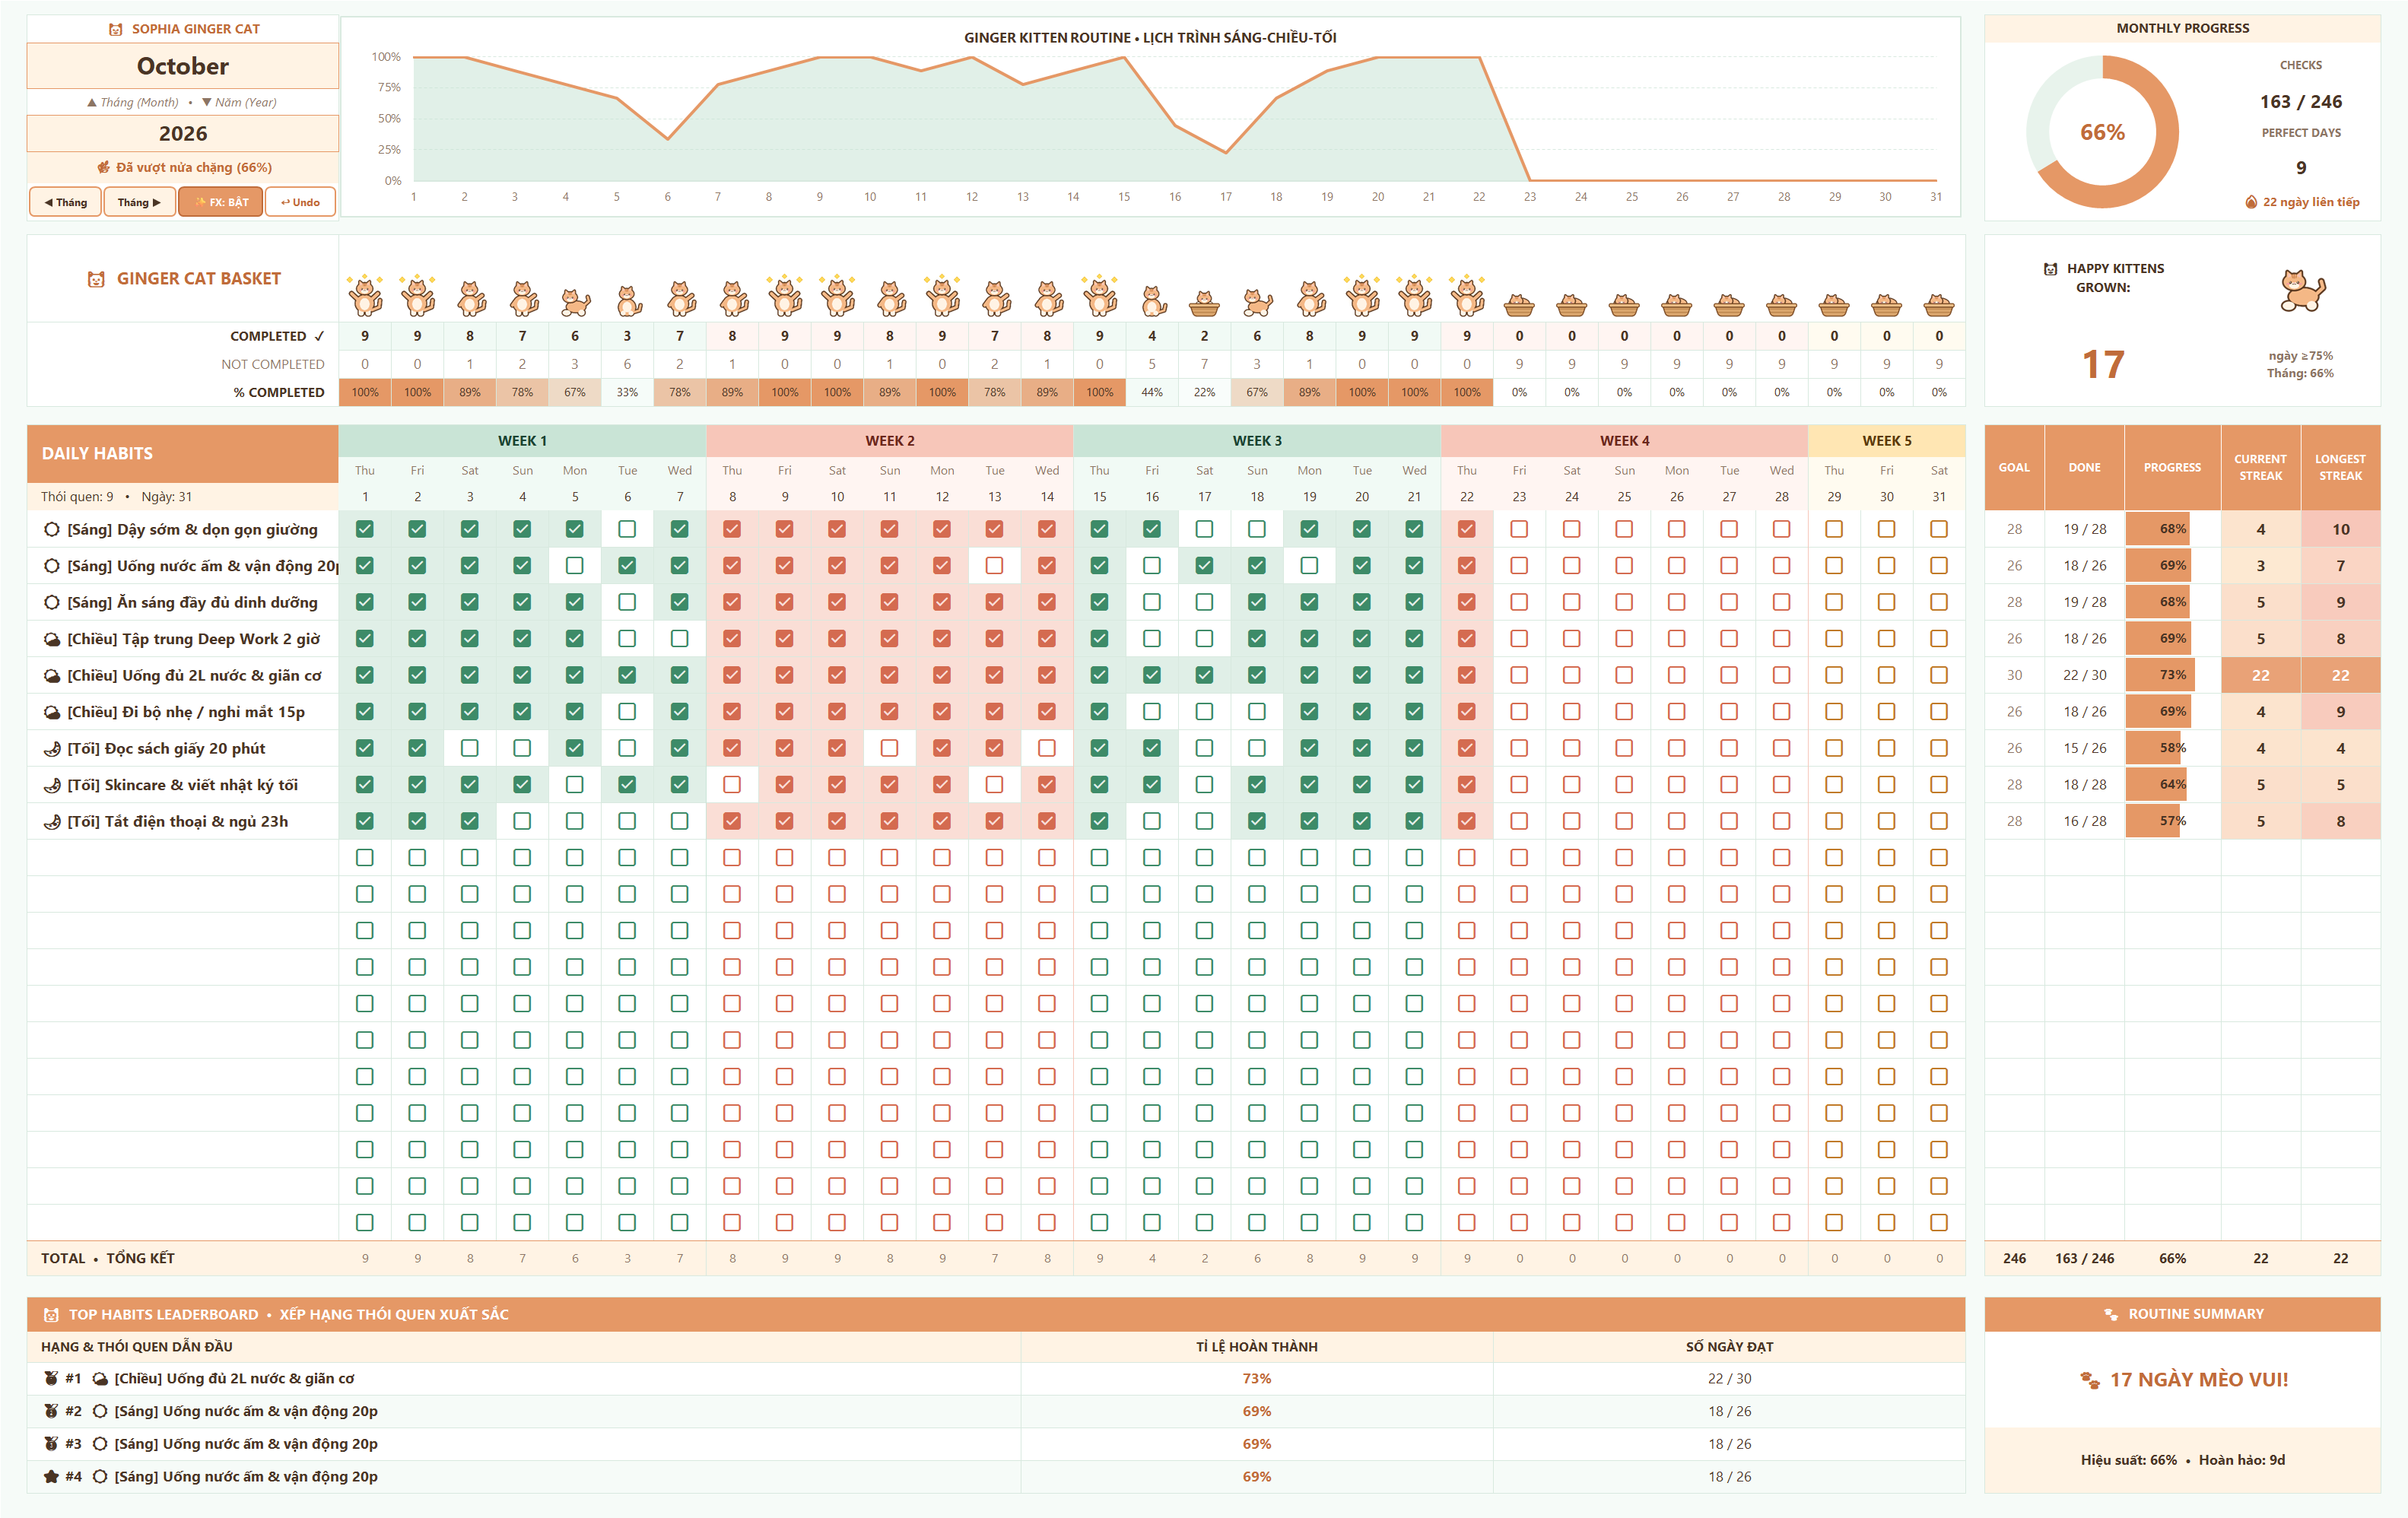 SOPHIA GINGER CAT
October
▲ Tháng (Month) • ▼ Năm (Year)
2026
Đã vượt nửa chặng (66%)
◀ Tháng Tháng ▶ ✨ FX: BẬT ↩ Undo
GINGER KITTEN ROUTINE • LỊCH TRÌNH SÁNG-CHIỀU-TỐI
100%
75%
50%
25%
0%
1 2 3 4 5 6 7 8 9 10 11 12 13 14 15 16 17 18 19 20 21 22 23 24 25 26 27 28 29 30 31
MONTHLY PROGRESS
66%
CHECKS
163 / 246
PERFECT DAYS
9
22 ngày liên tiếp
GINGER CAT BASKET
COMPLETED ✓ 9 9 8 7 6 3 7 8 9 9 8 9 7 8 9 4 2 6 8 9 9 9 0 0 0 0 0 0 0 0 0
NOT COMPLETED 0 0 1 2 3 6 2 1 0 0 1 0 2 1 0 5 7 3 1 0 0 0 9 9 9 9 9 9 9 9 9
% COMPLETED 100% 100% 89% 78% 67% 33% 78% 89% 100% 100% 89% 100% 78% 89% 100% 44% 22% 67% 89% 100% 100% 100% 0% 0% 0% 0% 0% 0% 0% 0% 0%
HAPPY KITTENS
GROWN:
17
ngày ≥75%
Tháng: 66%
DAILY HABITS
WEEK 1 WEEK 2 WEEK 3 WEEK 4 WEEK 5
Thu Fri Sat Sun Mon Tue Wed Thu Fri Sat Sun Mon Tue Wed Thu Fri Sat Sun Mon Tue Wed Thu Fri Sat Sun Mon Tue Wed Thu Fri Sat
Thói quen: 9 • Ngày: 31 1 2 3 4 5 6 7 8 9 10 11 12 13 14 15 16 17 18 19 20 21 22 23 24 25 26 27 28 29 30 31
GOAL DONE PROGRESS CURRENT STREAK LONGEST STREAK
[Sáng] Dậy sớm & dọn gọn giường 28 19 / 28 68% 4 10
[Sáng] Uống nước ấm & vận động 20p 26 18 / 26 69% 3 7
[Sáng] Ăn sáng đầy đủ dinh dưỡng 28 19 / 28 68% 5 9
[Chiều] Tập trung Deep Work 2 giờ 26 18 / 26 69% 5 8
[Chiều] Uống đủ 2L nước & giãn cơ 30 22 / 30 73% 22 22
[Chiều] Đi bộ nhẹ / nghỉ mắt 15p 26 18 / 26 69% 4 9
[Tối] Đọc sách giấy 20 phút 26 15 / 26 58% 4 4
[Tối] Skincare & viết nhật ký tối 28 18 / 28 64% 5 5
[Tối] Tắt điện thoại & ngủ 23h 28 16 / 28 57% 5 8
TOTAL • TỔNG KẾT 9 9 8 7 6 3 7 8 9 9 8 9 7 8 9 4 2 6 8 9 9 9 0 0 0 0 0 0 0 0 0 246 163 / 246 66% 22 22
TOP HABITS LEADERBOARD • XẾP HẠNG THÓI QUEN XUẤT SẮC
HẠNG & THÓI QUEN DẪN ĐẦU TỈ LỆ HOÀN THÀNH SỐ NGÀY ĐẠT
#1 [Chiều] Uống đủ 2L nước & giãn cơ 73% 22 / 30
#2 [Sáng] Uống nước ấm & vận động 20p 69% 18 / 26
#3 [Sáng] Uống nước ấm & vận động 20p 69% 18 / 26
#4 [Sáng] Uống nước ấm & vận động 20p 69% 18 / 26
ROUTINE SUMMARY
17 NGÀY MÈO VUI!
Hiệu suất: 66% • Hoàn hảo: 9d